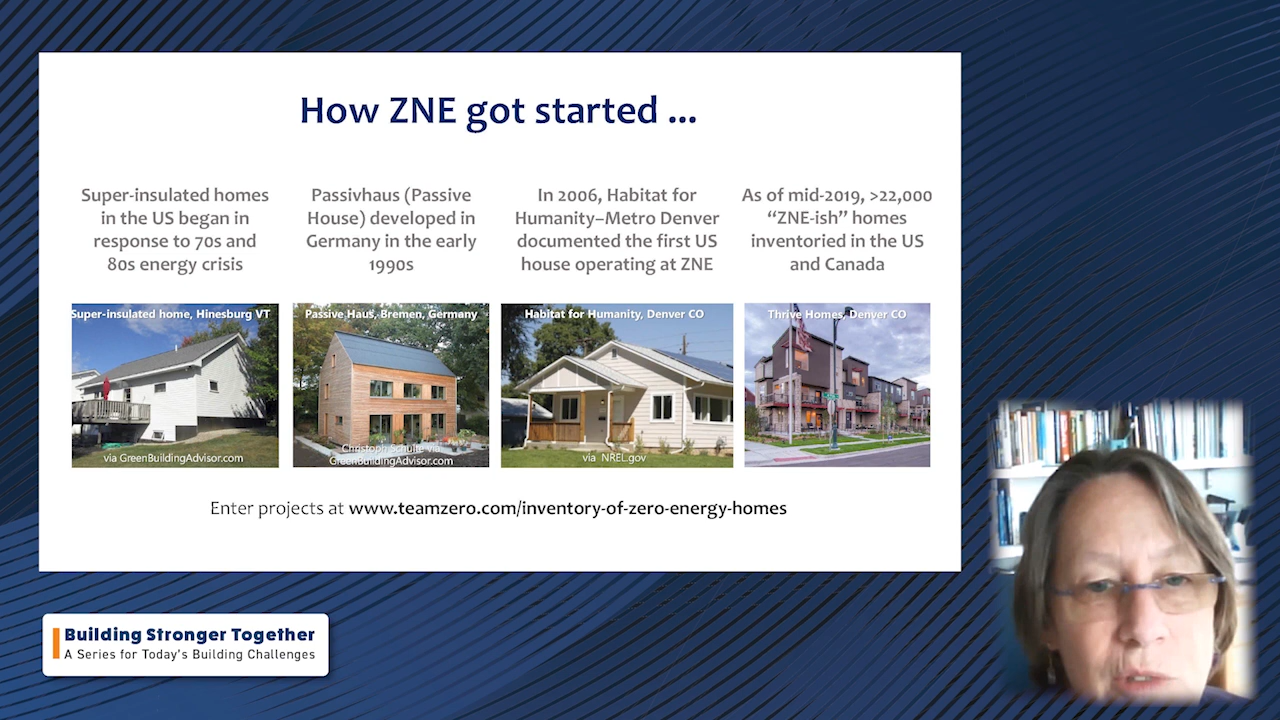 How ZNE got started ...
Super-insulated homes
in the US began in
response to 70s and
80s energy crisis
Passivhaus (Passive
House) developed in
Germany in the early
1990s
In 2006, Habitat for
Humanity–Metro Denver
documented the first US
house operating at ZNE
As of mid-2019, >22,000
“ZNE-ish” homes
inventoried in the US
and Canada
Super-insulated home, Hinesburg VT
via GreenBuildingAdvisor.com
Passive Haus, Bremen, Germany
Christoph Schulte via
GreenBuildingAdvisor.com
Habitat for Humanity, Denver CO
via NREL.gov
Thrive Homes, Denver CO
Enter projects at www.teamzero.com/inventory-of-zero-energy-homes
Building Stronger Together
A Series for Today's Building Challenges